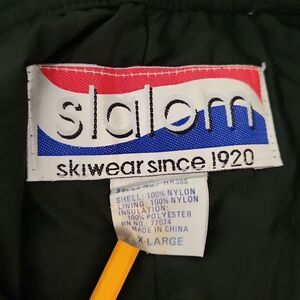 slalom
skiwear since 1920
SHELL: 100% NYLON
LINING: 100% NYLON
INSULATION:
100% POLYESTER
RN NO.: 77074
MADE IN CHINA
X-LARGE